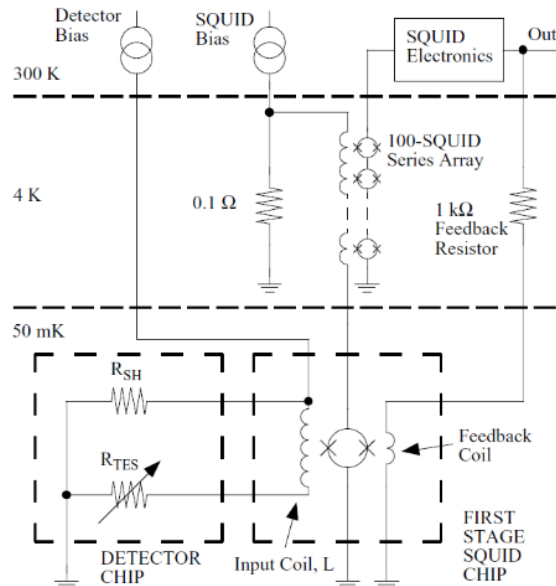 Detector
Bias
SQUID
Bias
SQUID
Electronics
Out
300 K
100-SQUID
Series Array
4 K
0.1 Ω
1 kΩ
Feedback
Resistor
50 mK
R_SH
R_TES
Feedback
Coil
Input Coil, L
DETECTOR
CHIP
FIRST
STAGE
SQUID
CHIP